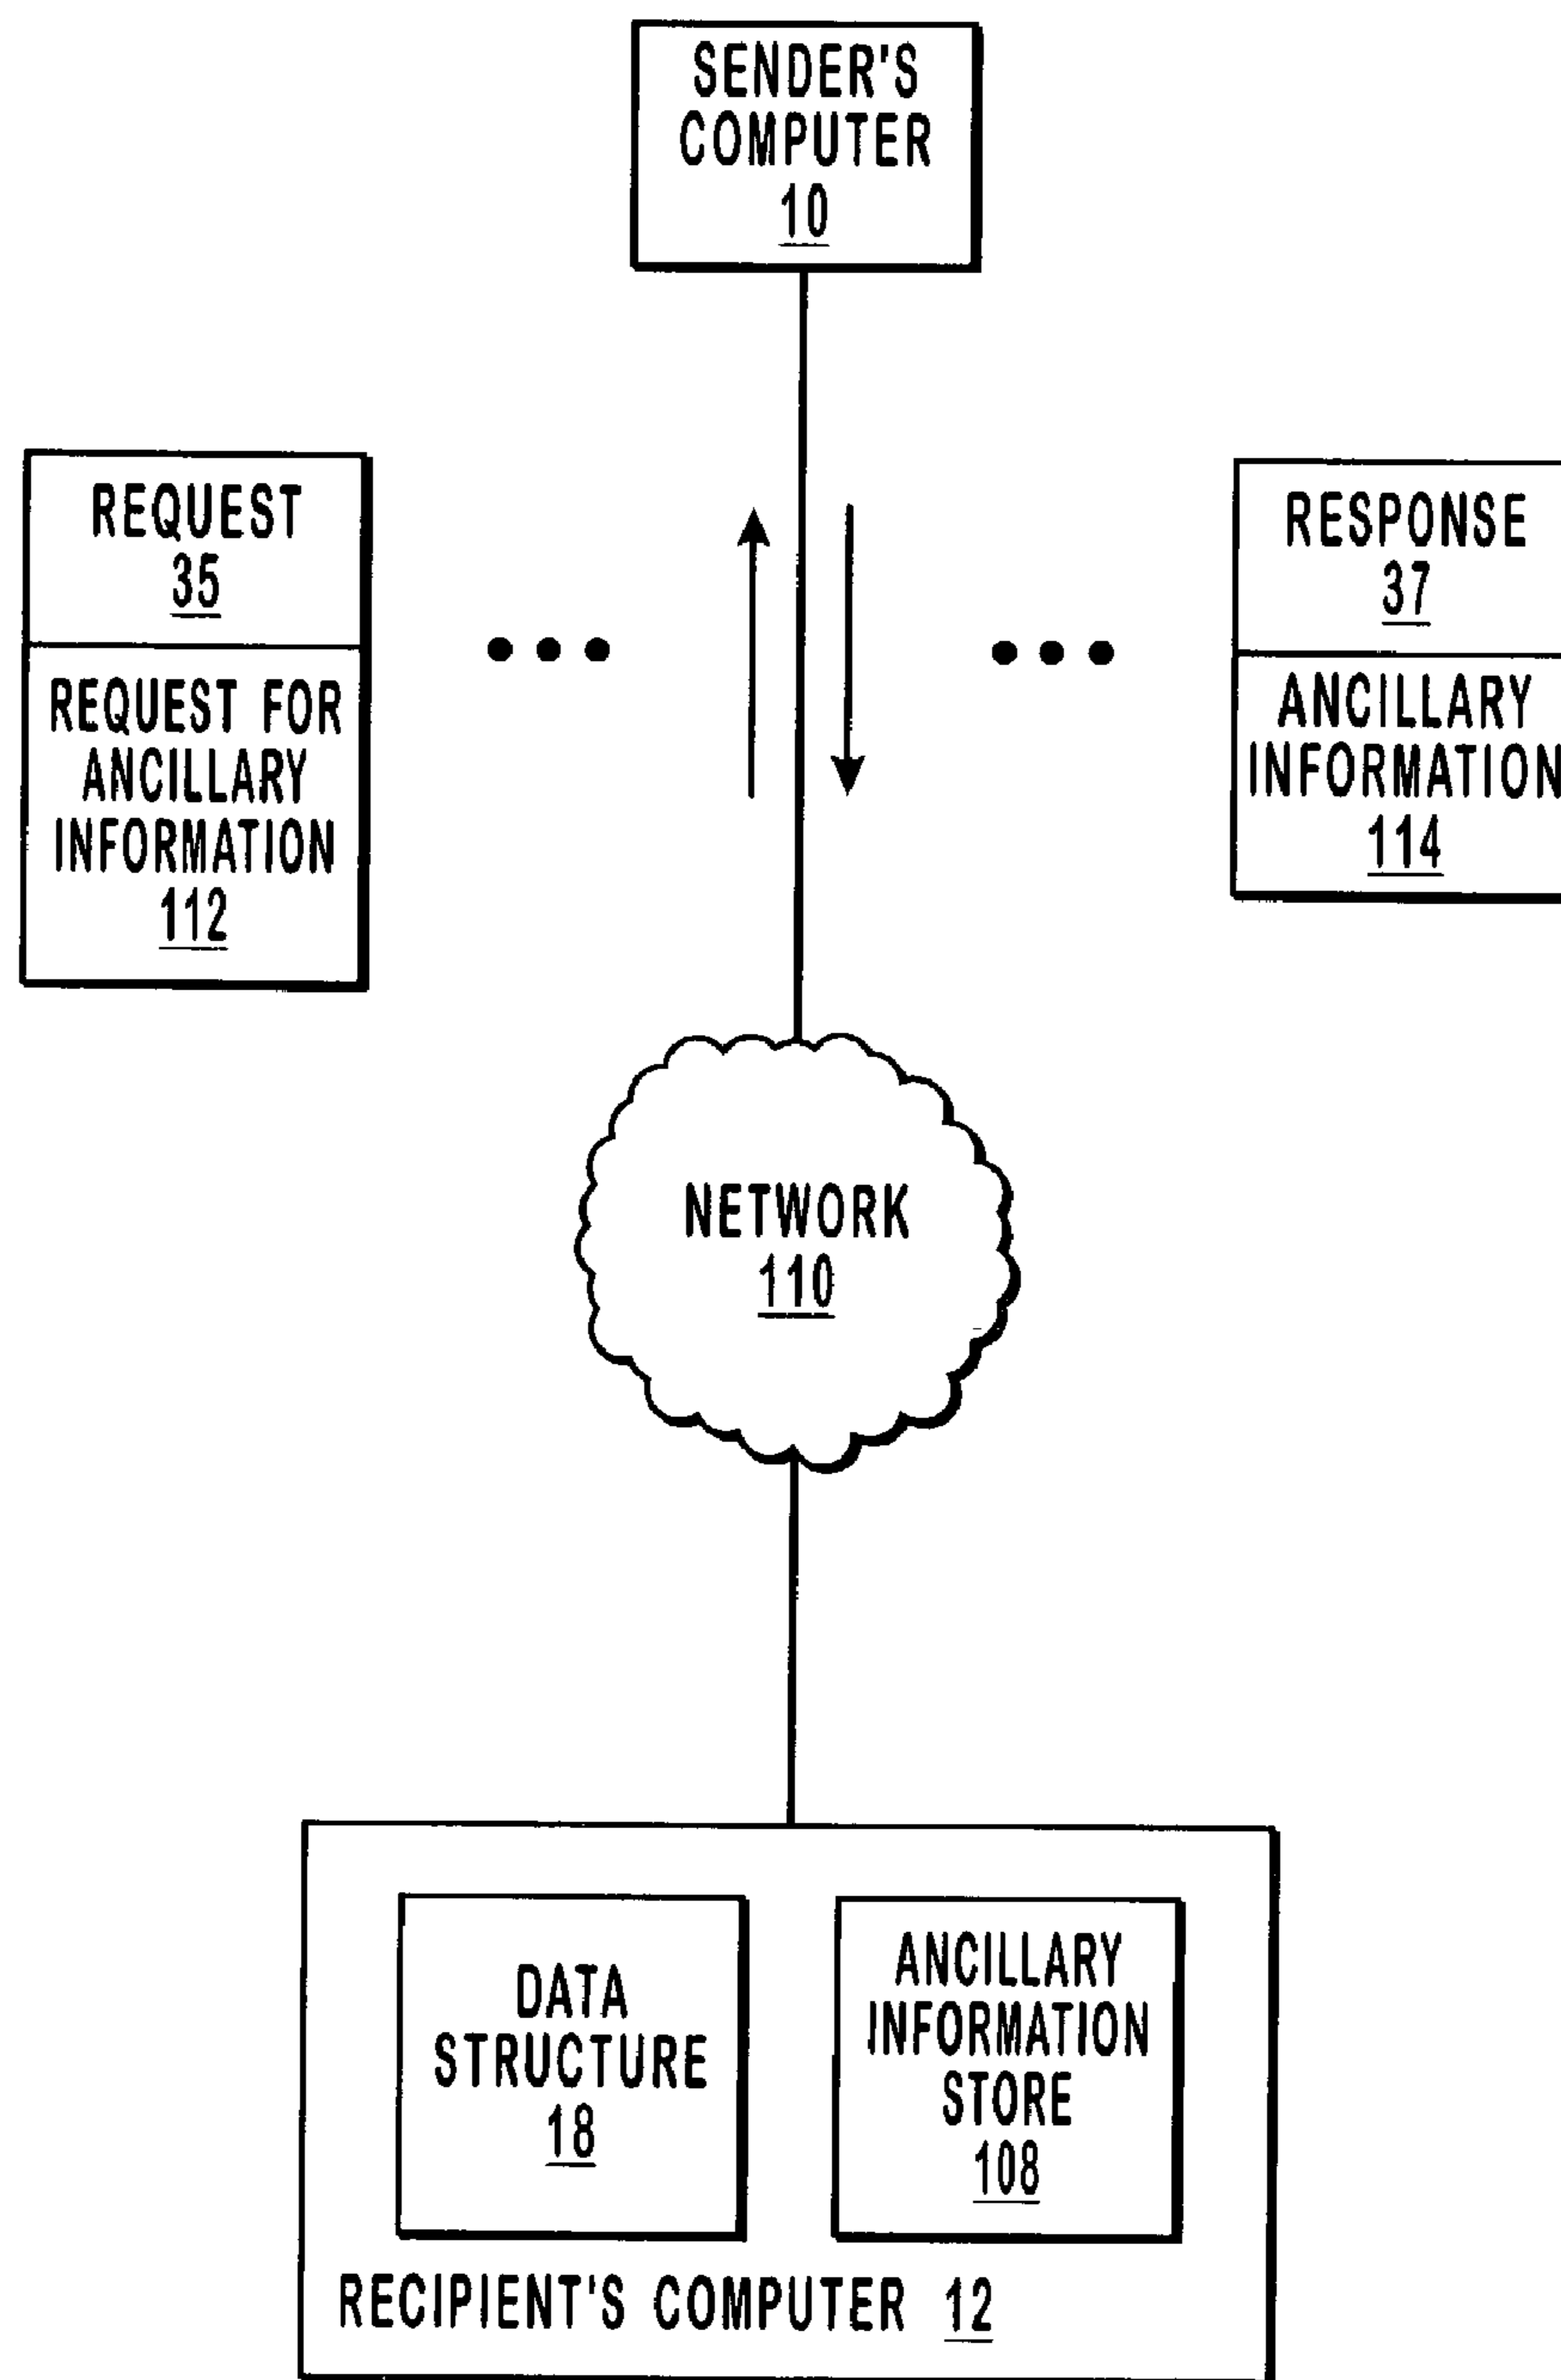 SENDER'S
COMPUTER
10
REQUEST
35
REQUEST FOR
ANCILLARY
INFORMATION
112
RESPONSE
37
ANCILLARY
INFORMATION
114
NETWORK
110
DATA
STRUCTURE
18
ANCILLARY
INFORMATION
STORE
108
RECIPIENT'S COMPUTER 12